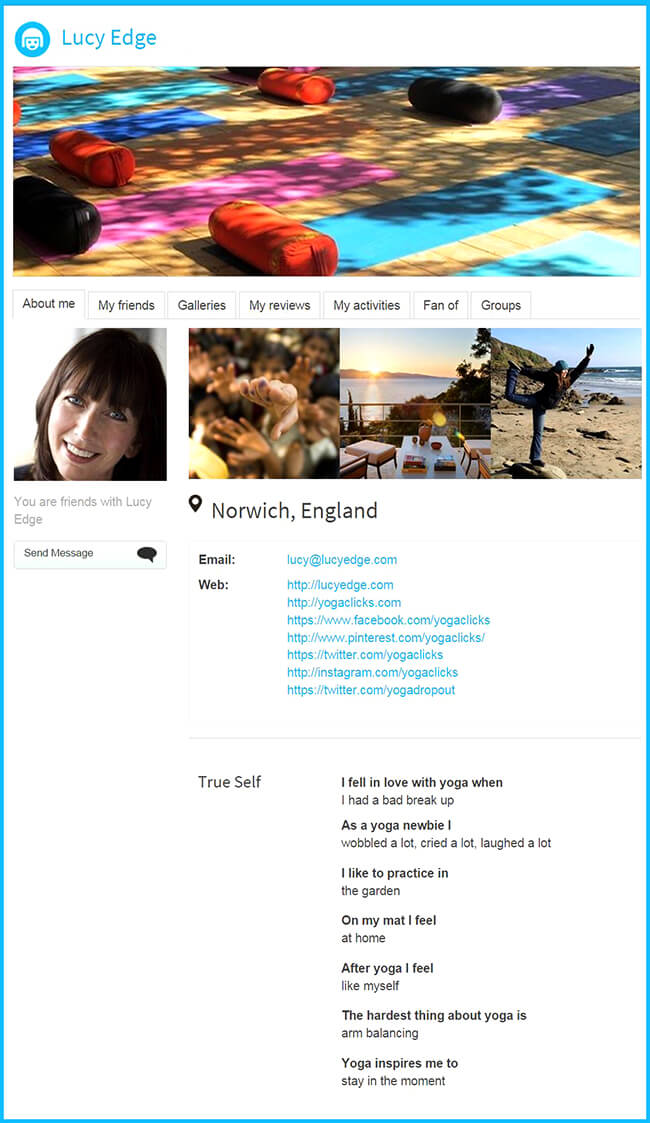 Lucy Edge
About me
My friends
Galleries
My reviews
My activities
Fan of
Groups
You are friends with Lucy
Edge
Send Message
Norwich, England
Email: lucy@lucyedge.com
Web: http://lucyedge.com
http://yogaclicks.com
https://www.facebook.com/yogaclicks
http://www.pinterest.com/yogaclicks/
https://twitter.com/yogaclicks
http://instagram.com/yogaclicks
https://twitter.com/yogadropout
True Self
I fell in love with yoga when
I had a bad break up
As a yoga newbie I
wobbled a lot, cried a lot, laughed a lot
I like to practice in
the garden
On my mat I feel
at home
After yoga I feel
like myself
The hardest thing about yoga is
arm balancing
Yoga inspires me to
stay in the moment